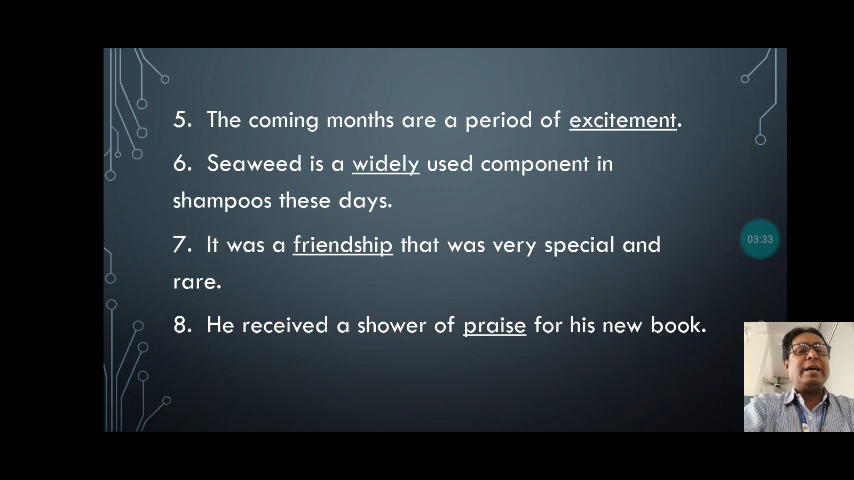 5. The coming months are a period of excitement.
6. Seaweed is a widely used component in
shampoos these days.
7. It was a friendship that was very special and
rare.
03:33
8. He received a shower of praise for his new book.